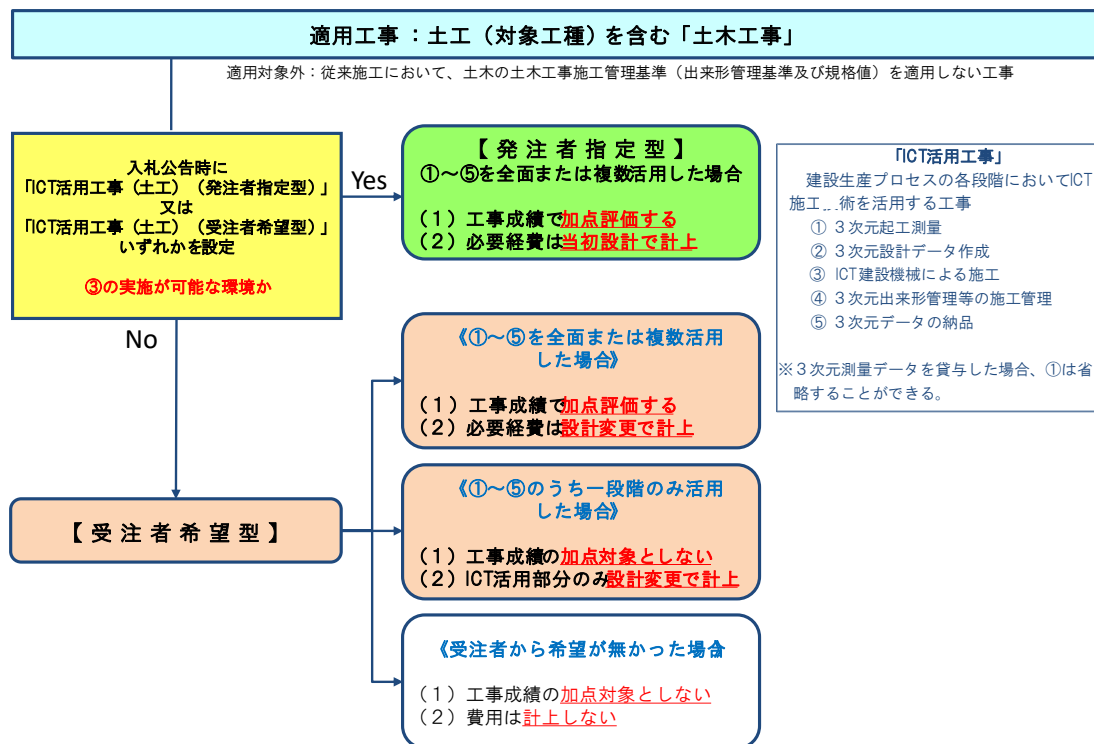 適用工事 ：土工（対象工種）を含む「土木工事」
適用対象外：従来施工において、土木の土木工事施工管理基準（出来形管理基準及び規格値）を適用しない工事
入札公告時に
「ICT活用工事（土工）（発注者指定型）」
又は
「ICT活用工事（土工）（受注者希望型）」
いずれかを設定
③の実施が可能な環境か
Yes
No
【 発 注 者 指 定 型 】
①～⑤を全面または複数活用した場合
（１）工事成績で加点評価する
（２）必要経費は当初設計で計上
「ICT活用工事」
建設生産プロセスの各段階においてICT
施工…術を活用する工事
① ３次元起工測量
② ３次元設計データ作成
③ ICT建設機械による施工
④ ３次元出来形管理等の施工管理
⑤ ３次元データの納品
※３次元測量データを貸与した場合、①は省
略することができる。
《①～⑤を全面または複数活用
した場合》
（１）工事成績で加点評価する
（２）必要経費は設計変更で計上
【 受 注 者 希 望 型 】
《①～⑤のうち一段階のみ活用
した場合》
（１）工事成績の加点対象としない
（２）ICT活用部分のみ設計変更で計上
《受注者から希望が無かった場合》
（１）工事成績の加点対象としない
（２）費用は計上しない